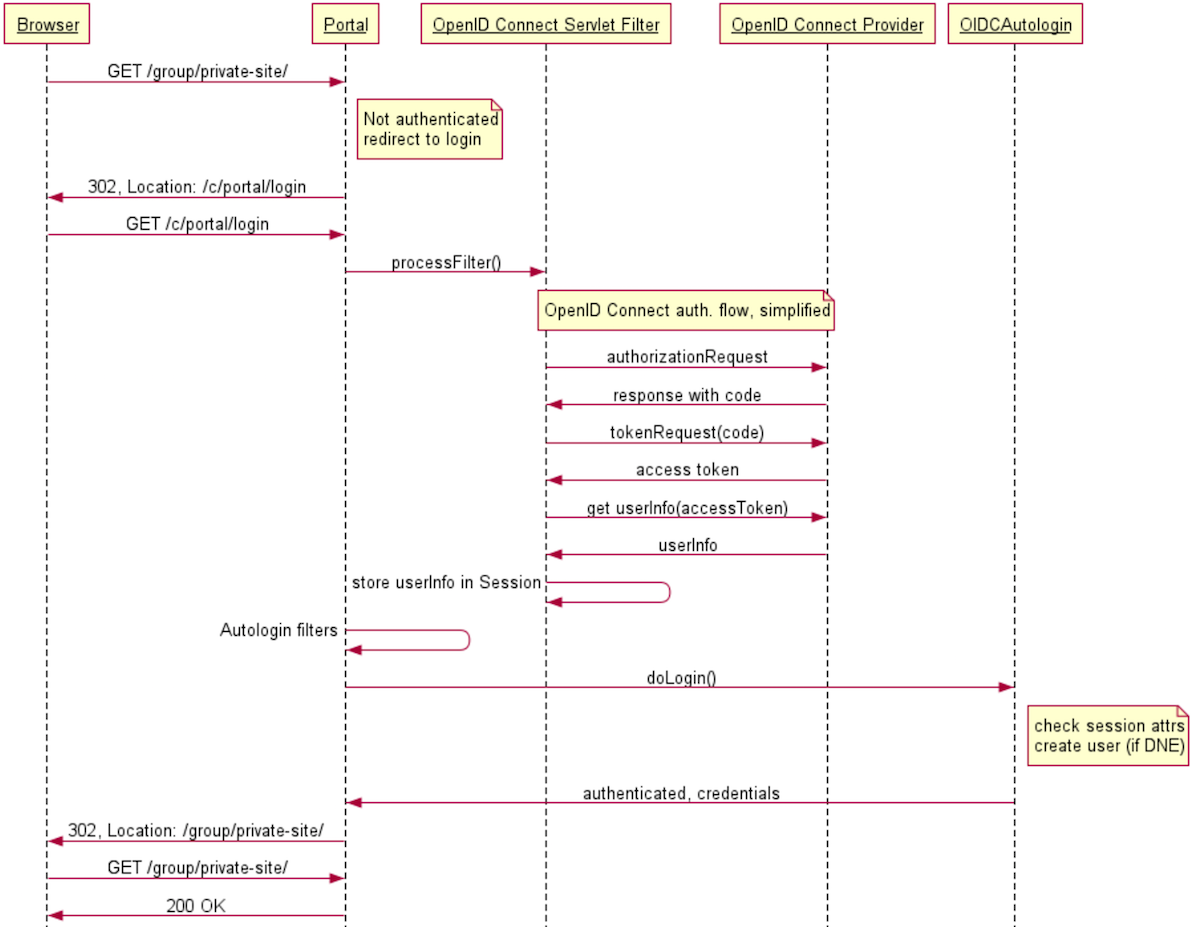 Browser
Portal
OpenID Connect Servlet Filter
OpenID Connect Provider
OIDCAutologin
GET /group/private-site/
Not authenticated
redirect to login
302, Location: /c/portal/login
GET /c/portal/login
processFilter()
OpenID Connect auth. flow, simplified
authorizationRequest
response with code
tokenRequest(code)
access token
get userInfo(accessToken)
userInfo
store userInfo in Session
Autologin filters
doLogin()
check session attrs
create user (if DNE)
authenticated, credentials
302, Location: /group/private-site/
GET /group/private-site/
200 OK